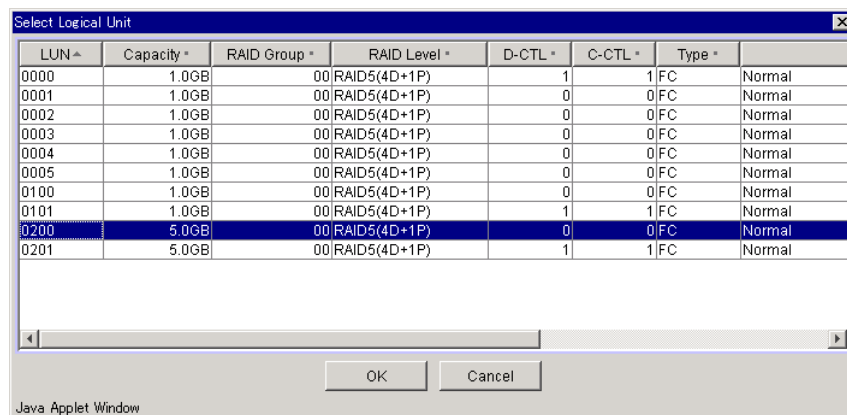 Select Logical Unit
LUN Capacity RAID Group RAID Level D-CTL C-CTL Type
0000 1.0GB 00 RAID5(4D+1P) 1 1 FC Normal
0001 1.0GB 00 RAID5(4D+1P) 0 0 FC Normal
0002 1.0GB 00 RAID5(4D+1P) 0 0 FC Normal
0003 1.0GB 00 RAID5(4D+1P) 0 0 FC Normal
0004 1.0GB 00 RAID5(4D+1P) 0 0 FC Normal
0005 1.0GB 00 RAID5(4D+1P) 0 0 FC Normal
0100 1.0GB 00 RAID5(4D+1P) 0 0 FC Normal
0101 1.0GB 00 RAID5(4D+1P) 1 1 FC Normal
0200 5.0GB 00 RAID5(4D+1P) 0 0 FC Normal
0201 5.0GB 00 RAID5(4D+1P) 1 1 FC Normal
OK Cancel
Java Applet Window